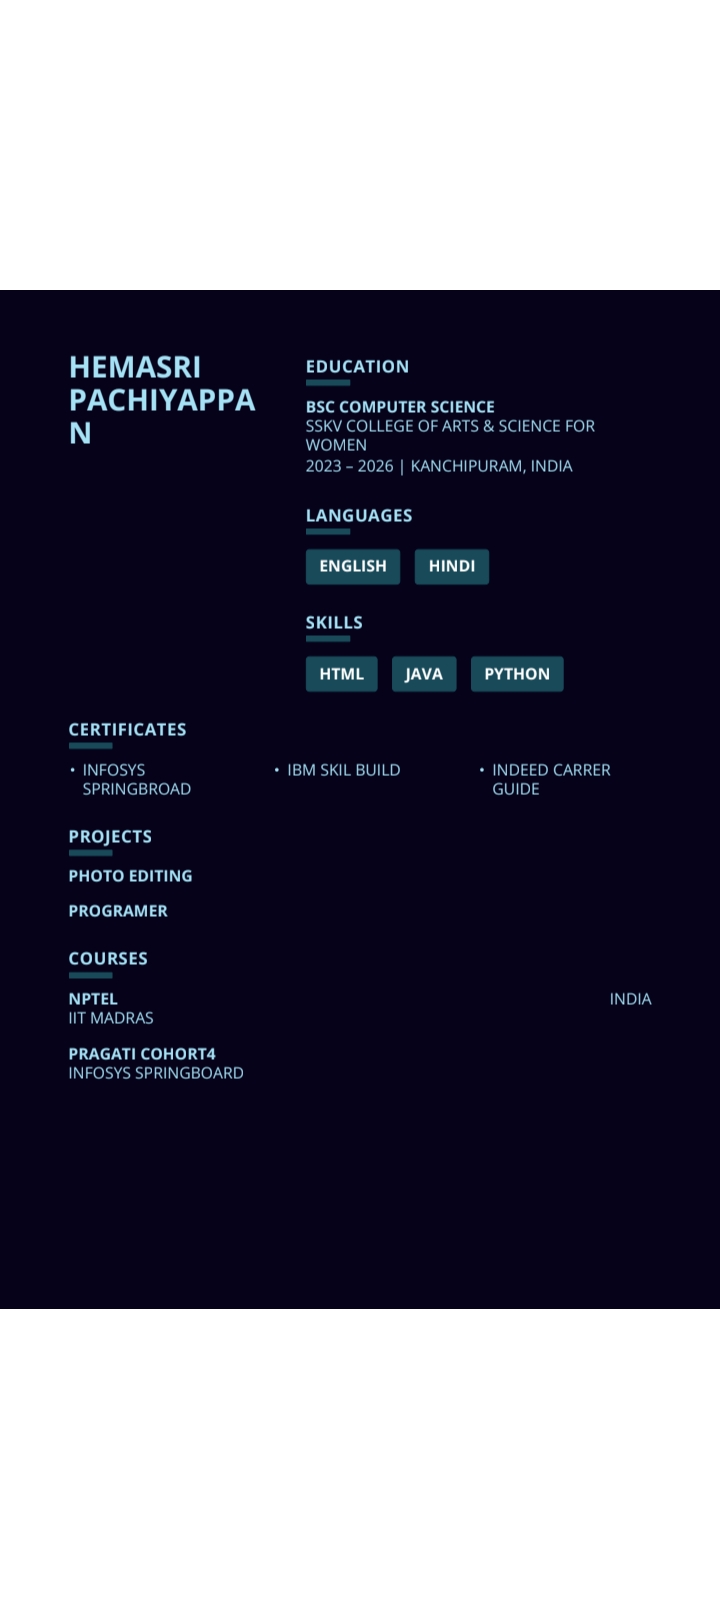 HEMASRI
PACHIYAPPA
N
EDUCATION
BSC COMPUTER SCIENCE
SSKV COLLEGE OF ARTS & SCIENCE FOR
WOMEN
2023 – 2026 | KANCHIPURAM, INDIA
LANGUAGES
ENGLISH HINDI
SKILLS
HTML JAVA PYTHON
CERTIFICATES
• INFOSYS
SPRINGBROAD
• IBM SKIL BUILD
• INDEED CARRER
GUIDE
PROJECTS
PHOTO EDITING
PROGRAMER
COURSES
NPTEL INDIA
IIT MADRAS
PRAGATI COHORT4
INFOSYS SPRINGBOARD